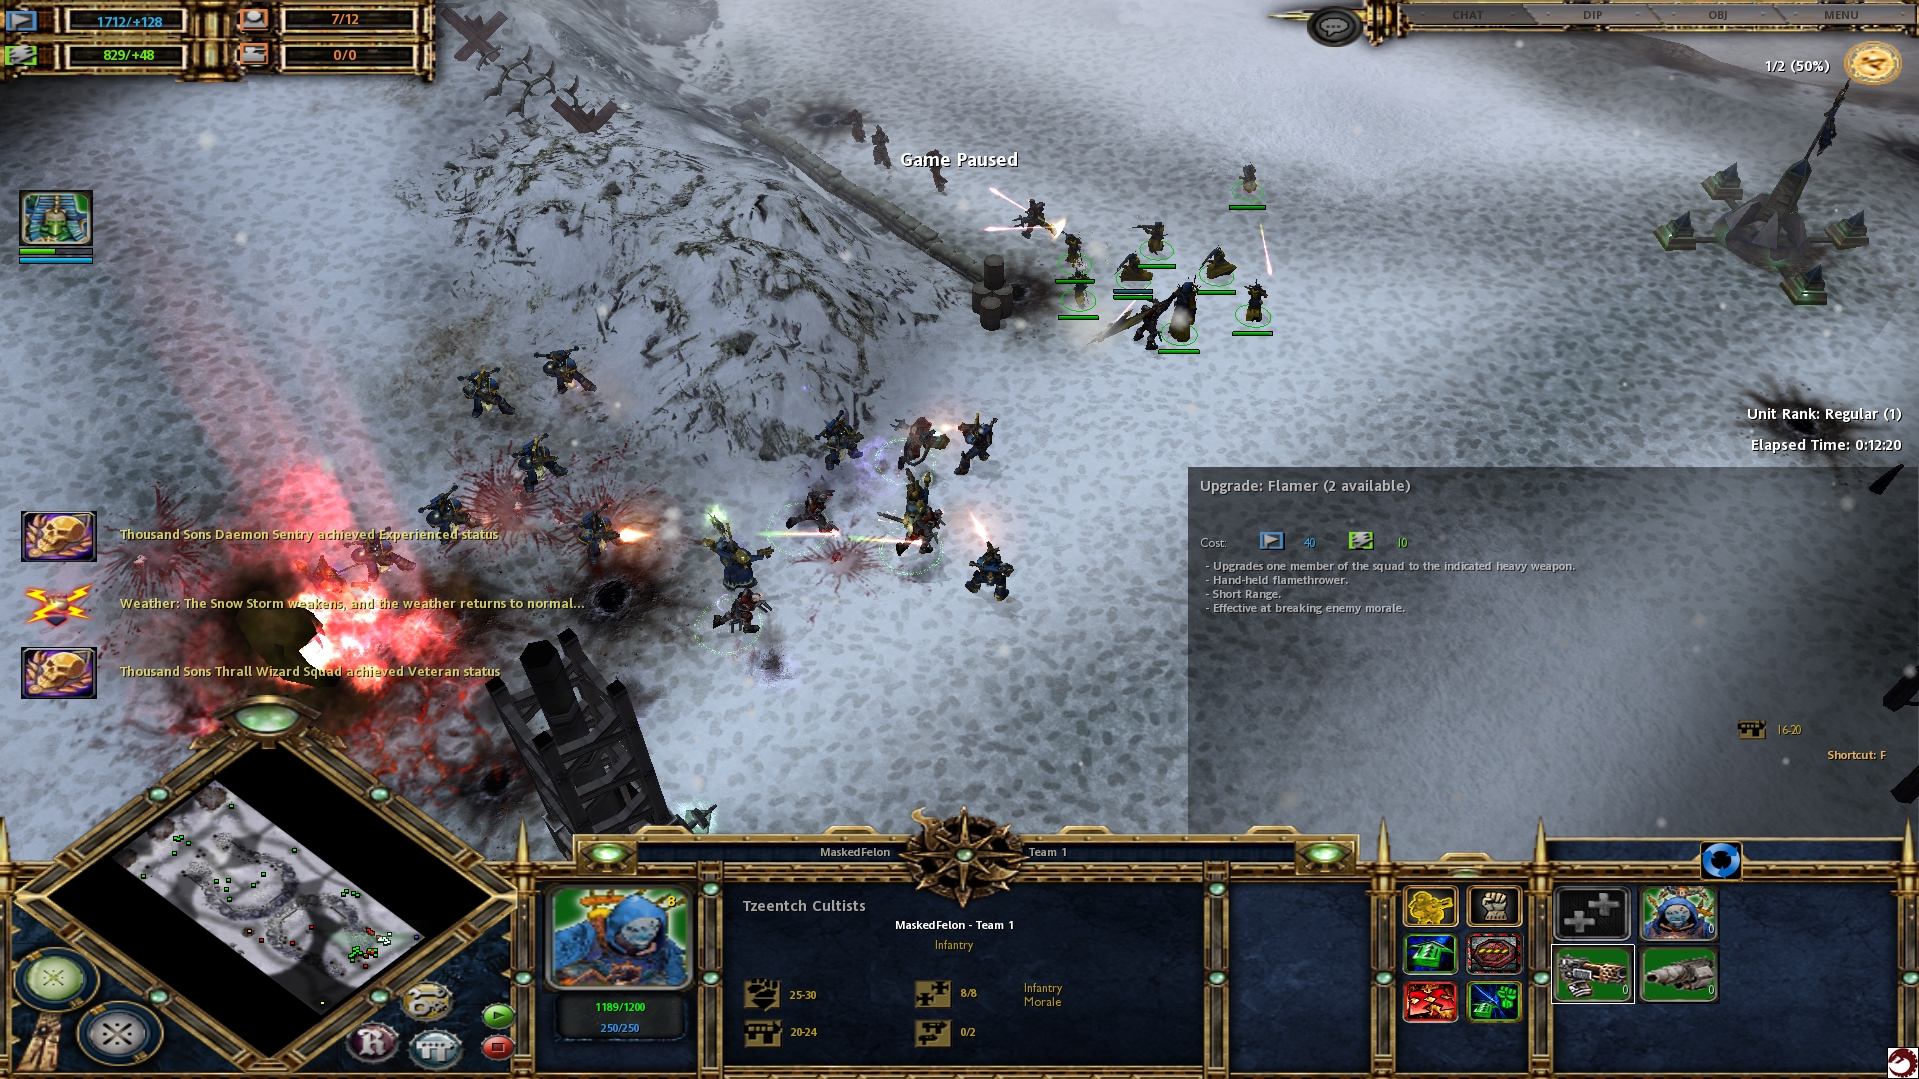 1712/+128
7/12
829/+48
0/0
CHAT
DIP
OBJ
MENU
1/2 (50%)
Game Paused
Unit Rank: Regular (1)
Elapsed Time: 0:12:20
Upgrade: Flamer (2 available)
Cost: 40 10
- Upgrades one member of the squad to the indicated heavy weapon.
- Hand-held flamethrower.
- Short Range.
- Effective at breaking enemy morale.
16-20
Shortcut: F
Thousand Sons Daemon Sentry achieved Experienced status
Weather: The Snow Storm weakens, and the weather returns to normal...
Thousand Sons Thrall Wizard Squad achieved Veteran status
MaskedFelon
Team 1
8
1189/1200
250/250
Tzeentch Cultists
MaskedFelon - Team 1
Infantry
25-30
8/8
Infantry
Morale
20-24
0/2
0
0
0
R